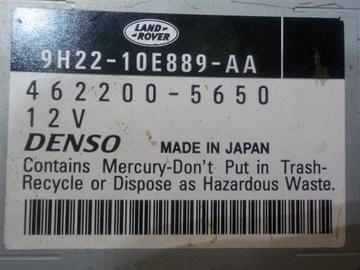 LAND-
ROVER
9H22-10E889-AA
462200-5650
12V
DENSO MADE IN JAPAN
Contains Mercury-Don't Put in Trash-
Recycle or Dispose as Hazardous Waste.